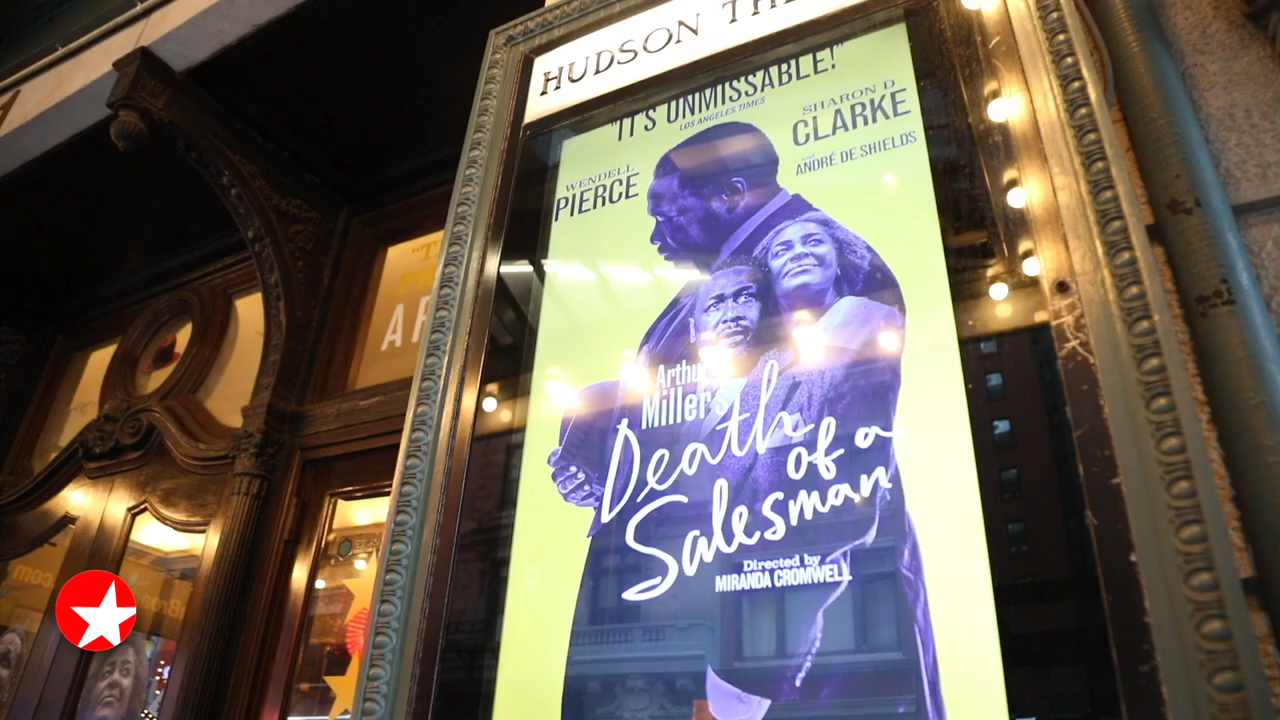 HUDSON THE
"IT'S UNMISSABLE!"
LOS ANGELES TIMES
SHARON D
CLARKE
ANDRÉ DE SHIELDS
WENDELL
PIERCE
Arthur
Miller's
Death
of a
Salesman
Directed by
MIRANDA CROMWELL